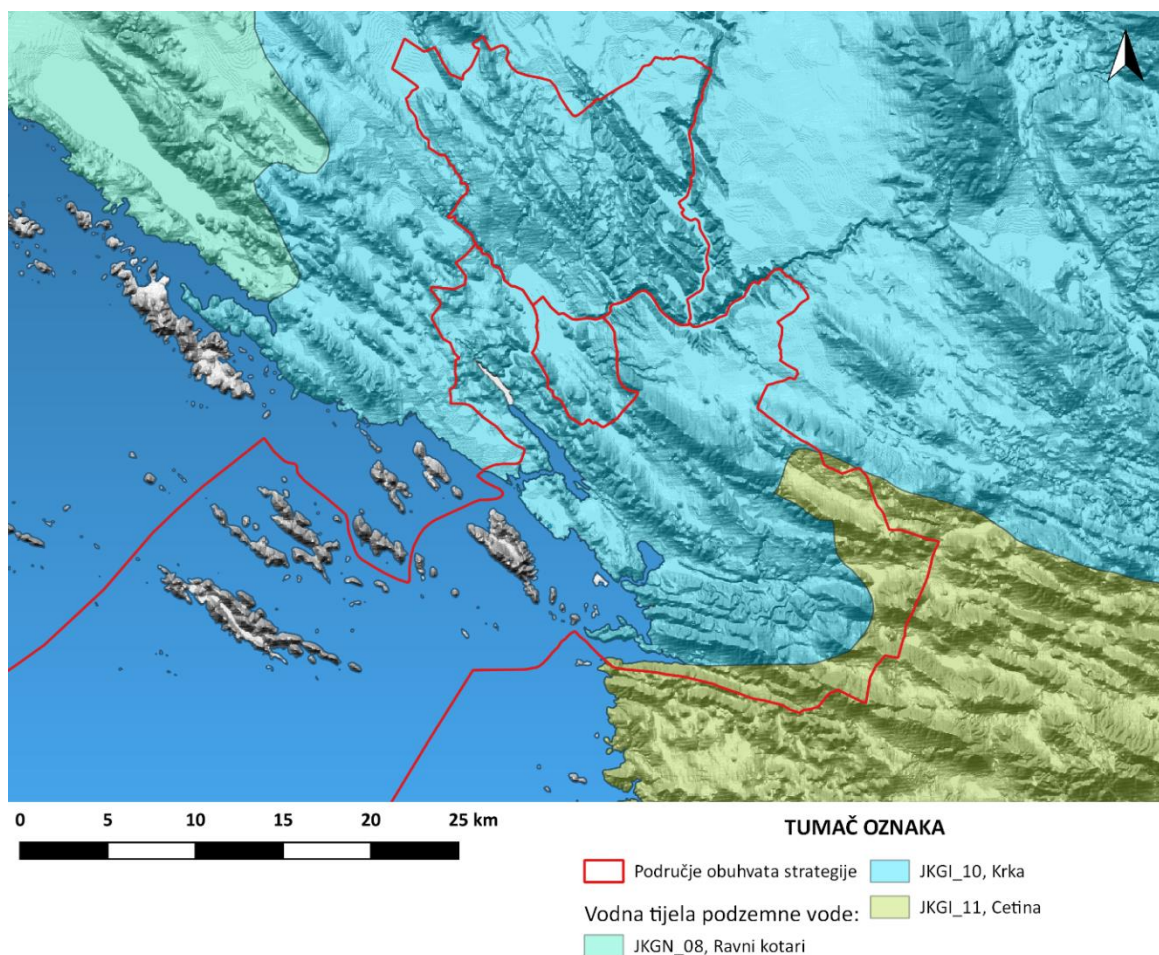 0 5 10 15 20 25 km
TUMAČ OZNAKA
Područje obuhvata strategije
Vodna tijela podzemne vode:
JKGN_08, Ravni kotari
JKGI_10, Krka
JKGI_11, Cetina